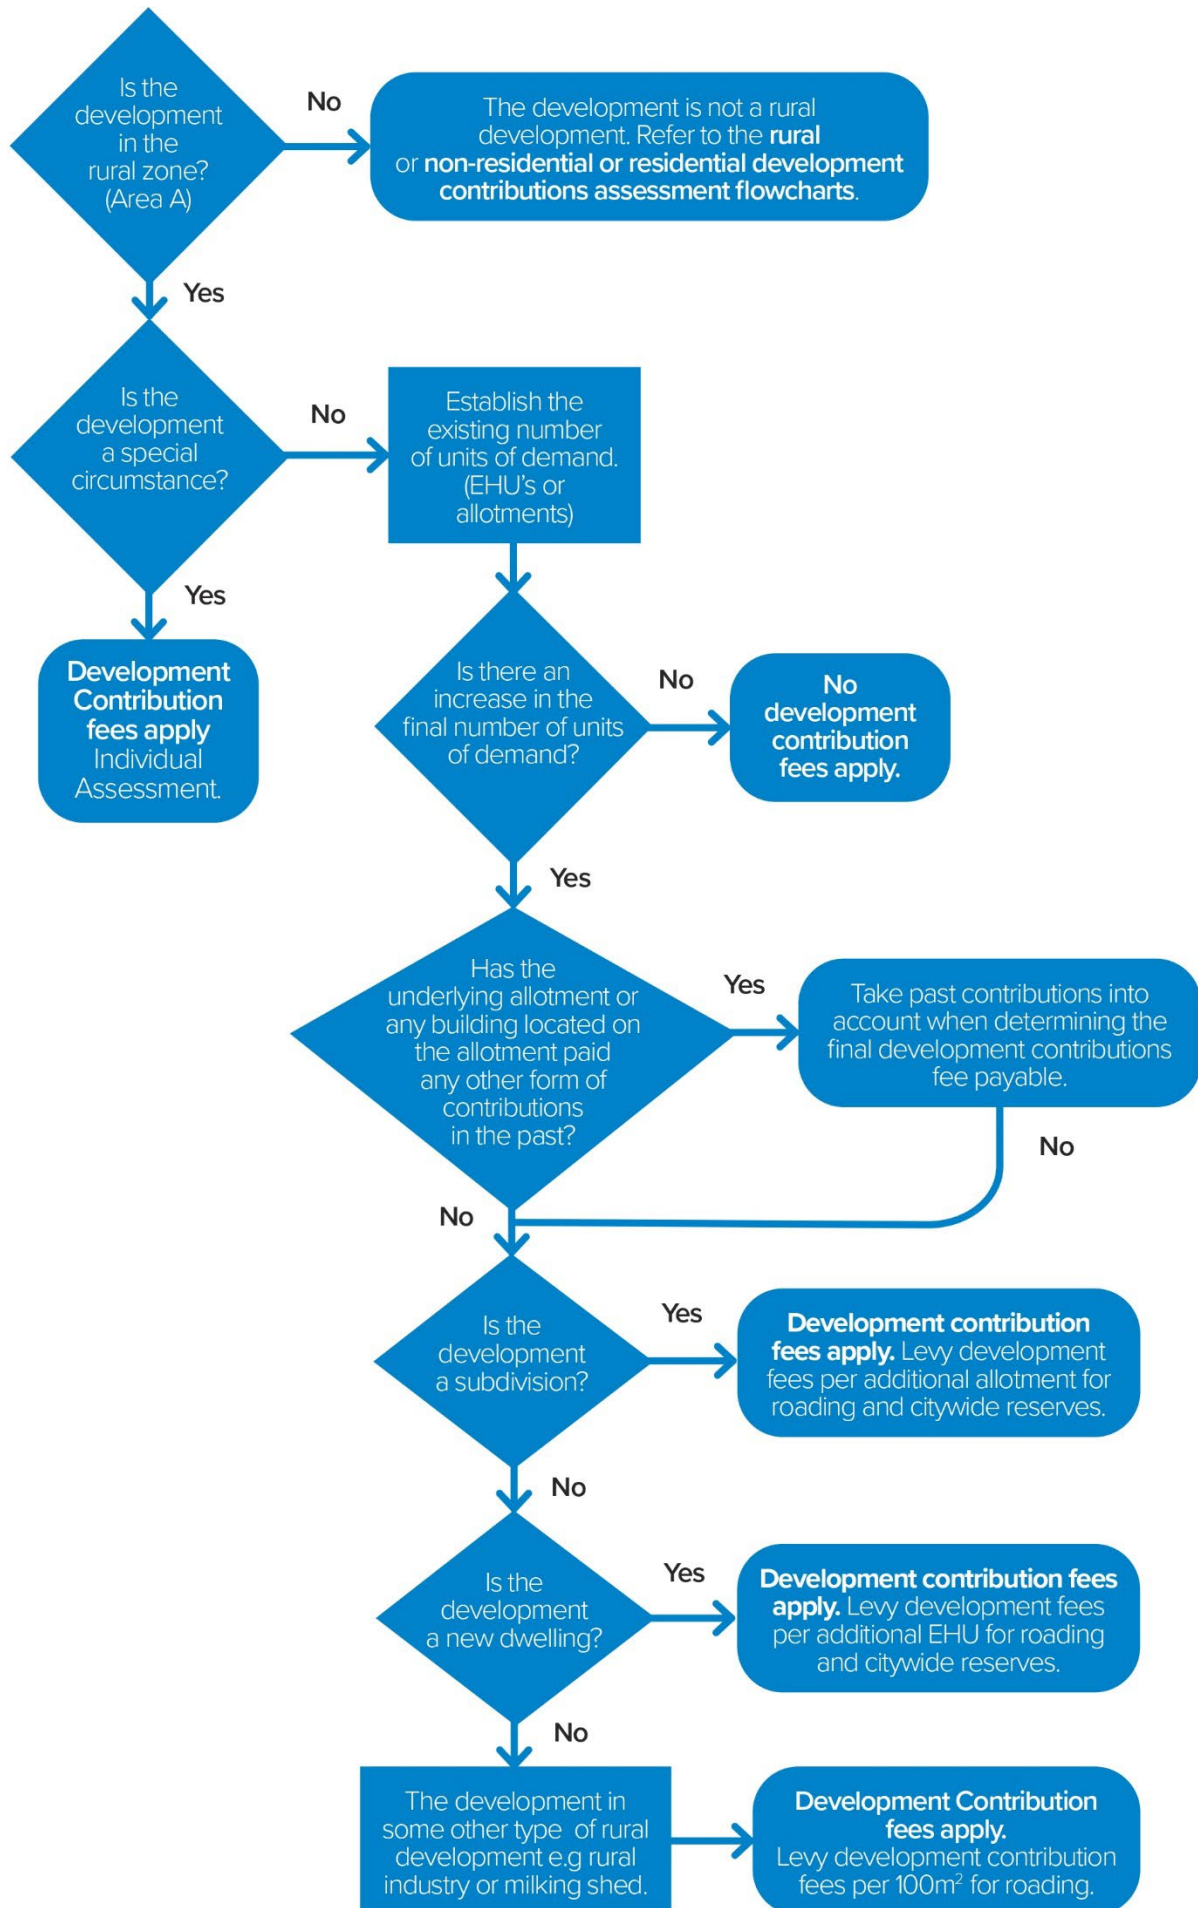 Is the
development
in the
rural zone?
(Area A)
No
The development is not a rural
development. Refer to the rural
or non-residential or residential development
contributions assessment flowcharts.
Yes
Is the
development
a special
circumstance?
No
Establish the
existing number
of units of demand.
(EHU's or
allotments)
Yes
Development
Contribution
fees apply
Individual
Assessment.
Is there an
increase in the
final number of units
of demand?
No
No
development
contribution
fees apply.
Yes
Has the
underlying allotment or
any building located on
the allotment paid
any other form of
contributions
in the past?
Yes
Take past contributions into
account when determining the
final development contributions
fee payable.
No
No
Is the
development
a subdivision?
Yes
Development contribution
fees apply. Levy development
fees per additional allotment for
roading and citywide reserves.
No
Is the
development
a new dwelling?
Yes
Development contribution fees
apply. Levy development fees
per additional EHU for roading
and citywide reserves.
No
The development in
some other type of rural
development e.g rural
industry or milking shed.
Development Contribution
fees apply.
Levy development contribution
fees per 100m² for roading.